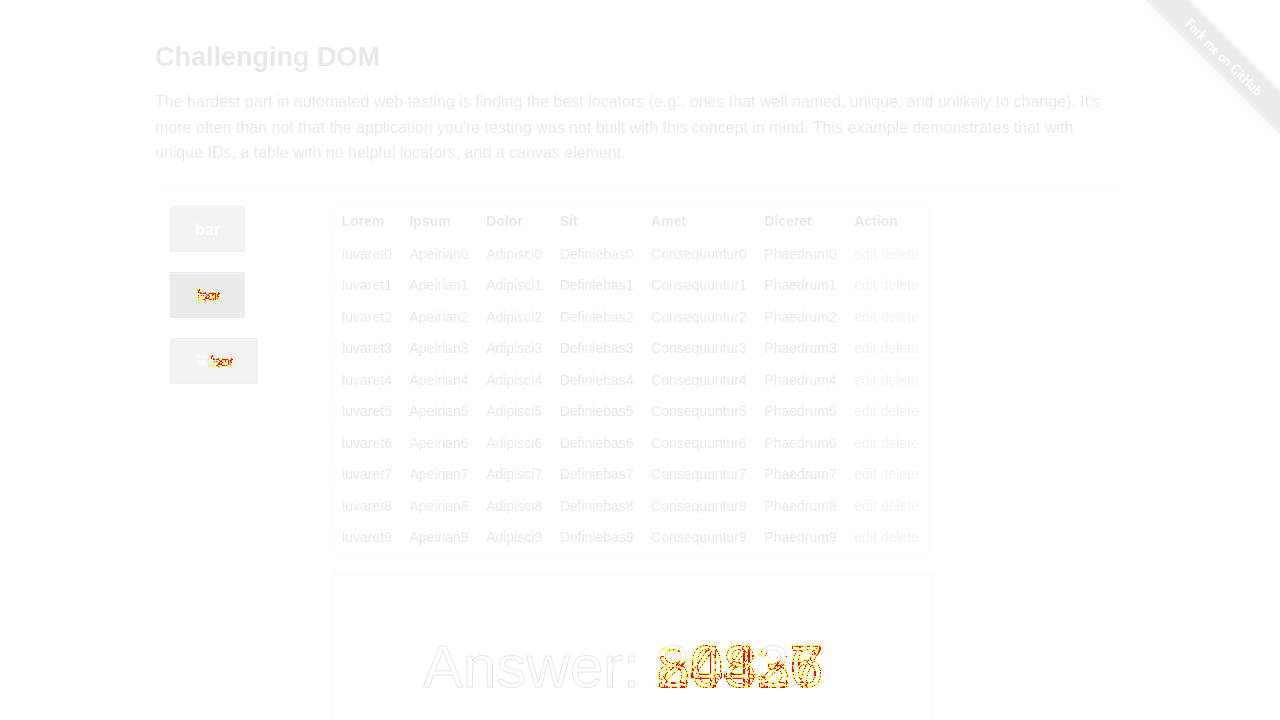 Fork me on GitHub
Challenging DOM
The hardest part in automated web testing is finding the best locators (e.g., ones that well named, unique, and unlikely to change). It's
more often than not that the application you're testing was not built with this concept in mind. This example demonstrates that with
unique IDs, a table with no helpful locators, and a canvas element.
bar
Lorem Ipsum Dolor Sit Amet Diceret Action
Iuvaret0 Apeirian0 Adipisci0 Definiebas0 Consequuntur0 Phaedrum0 edit delete
Iuvaret1 Apeirian1 Adipisci1 Definiebas1 Consequuntur1 Phaedrum1 edit delete
Iuvaret2 Apeirian2 Adipisci2 Definiebas2 Consequuntur2 Phaedrum2 edit delete
Iuvaret3 Apeirian3 Adipisci3 Definiebas3 Consequuntur3 Phaedrum3 edit delete
Iuvaret4 Apeirian4 Adipisci4 Definiebas4 Consequuntur4 Phaedrum4 edit delete
Iuvaret5 Apeirian5 Adipisci5 Definiebas5 Consequuntur5 Phaedrum5 edit delete
Iuvaret6 Apeirian6 Adipisci6 Definiebas6 Consequuntur6 Phaedrum6 edit delete
Iuvaret7 Apeirian7 Adipisci7 Definiebas7 Consequuntur7 Phaedrum7 edit delete
Iuvaret8 Apeirian8 Adipisci8 Definiebas8 Consequuntur8 Phaedrum8 edit delete
Iuvaret9 Apeirian9 Adipisci9 Definiebas9 Consequuntur9 Phaedrum9 edit delete
Answer: